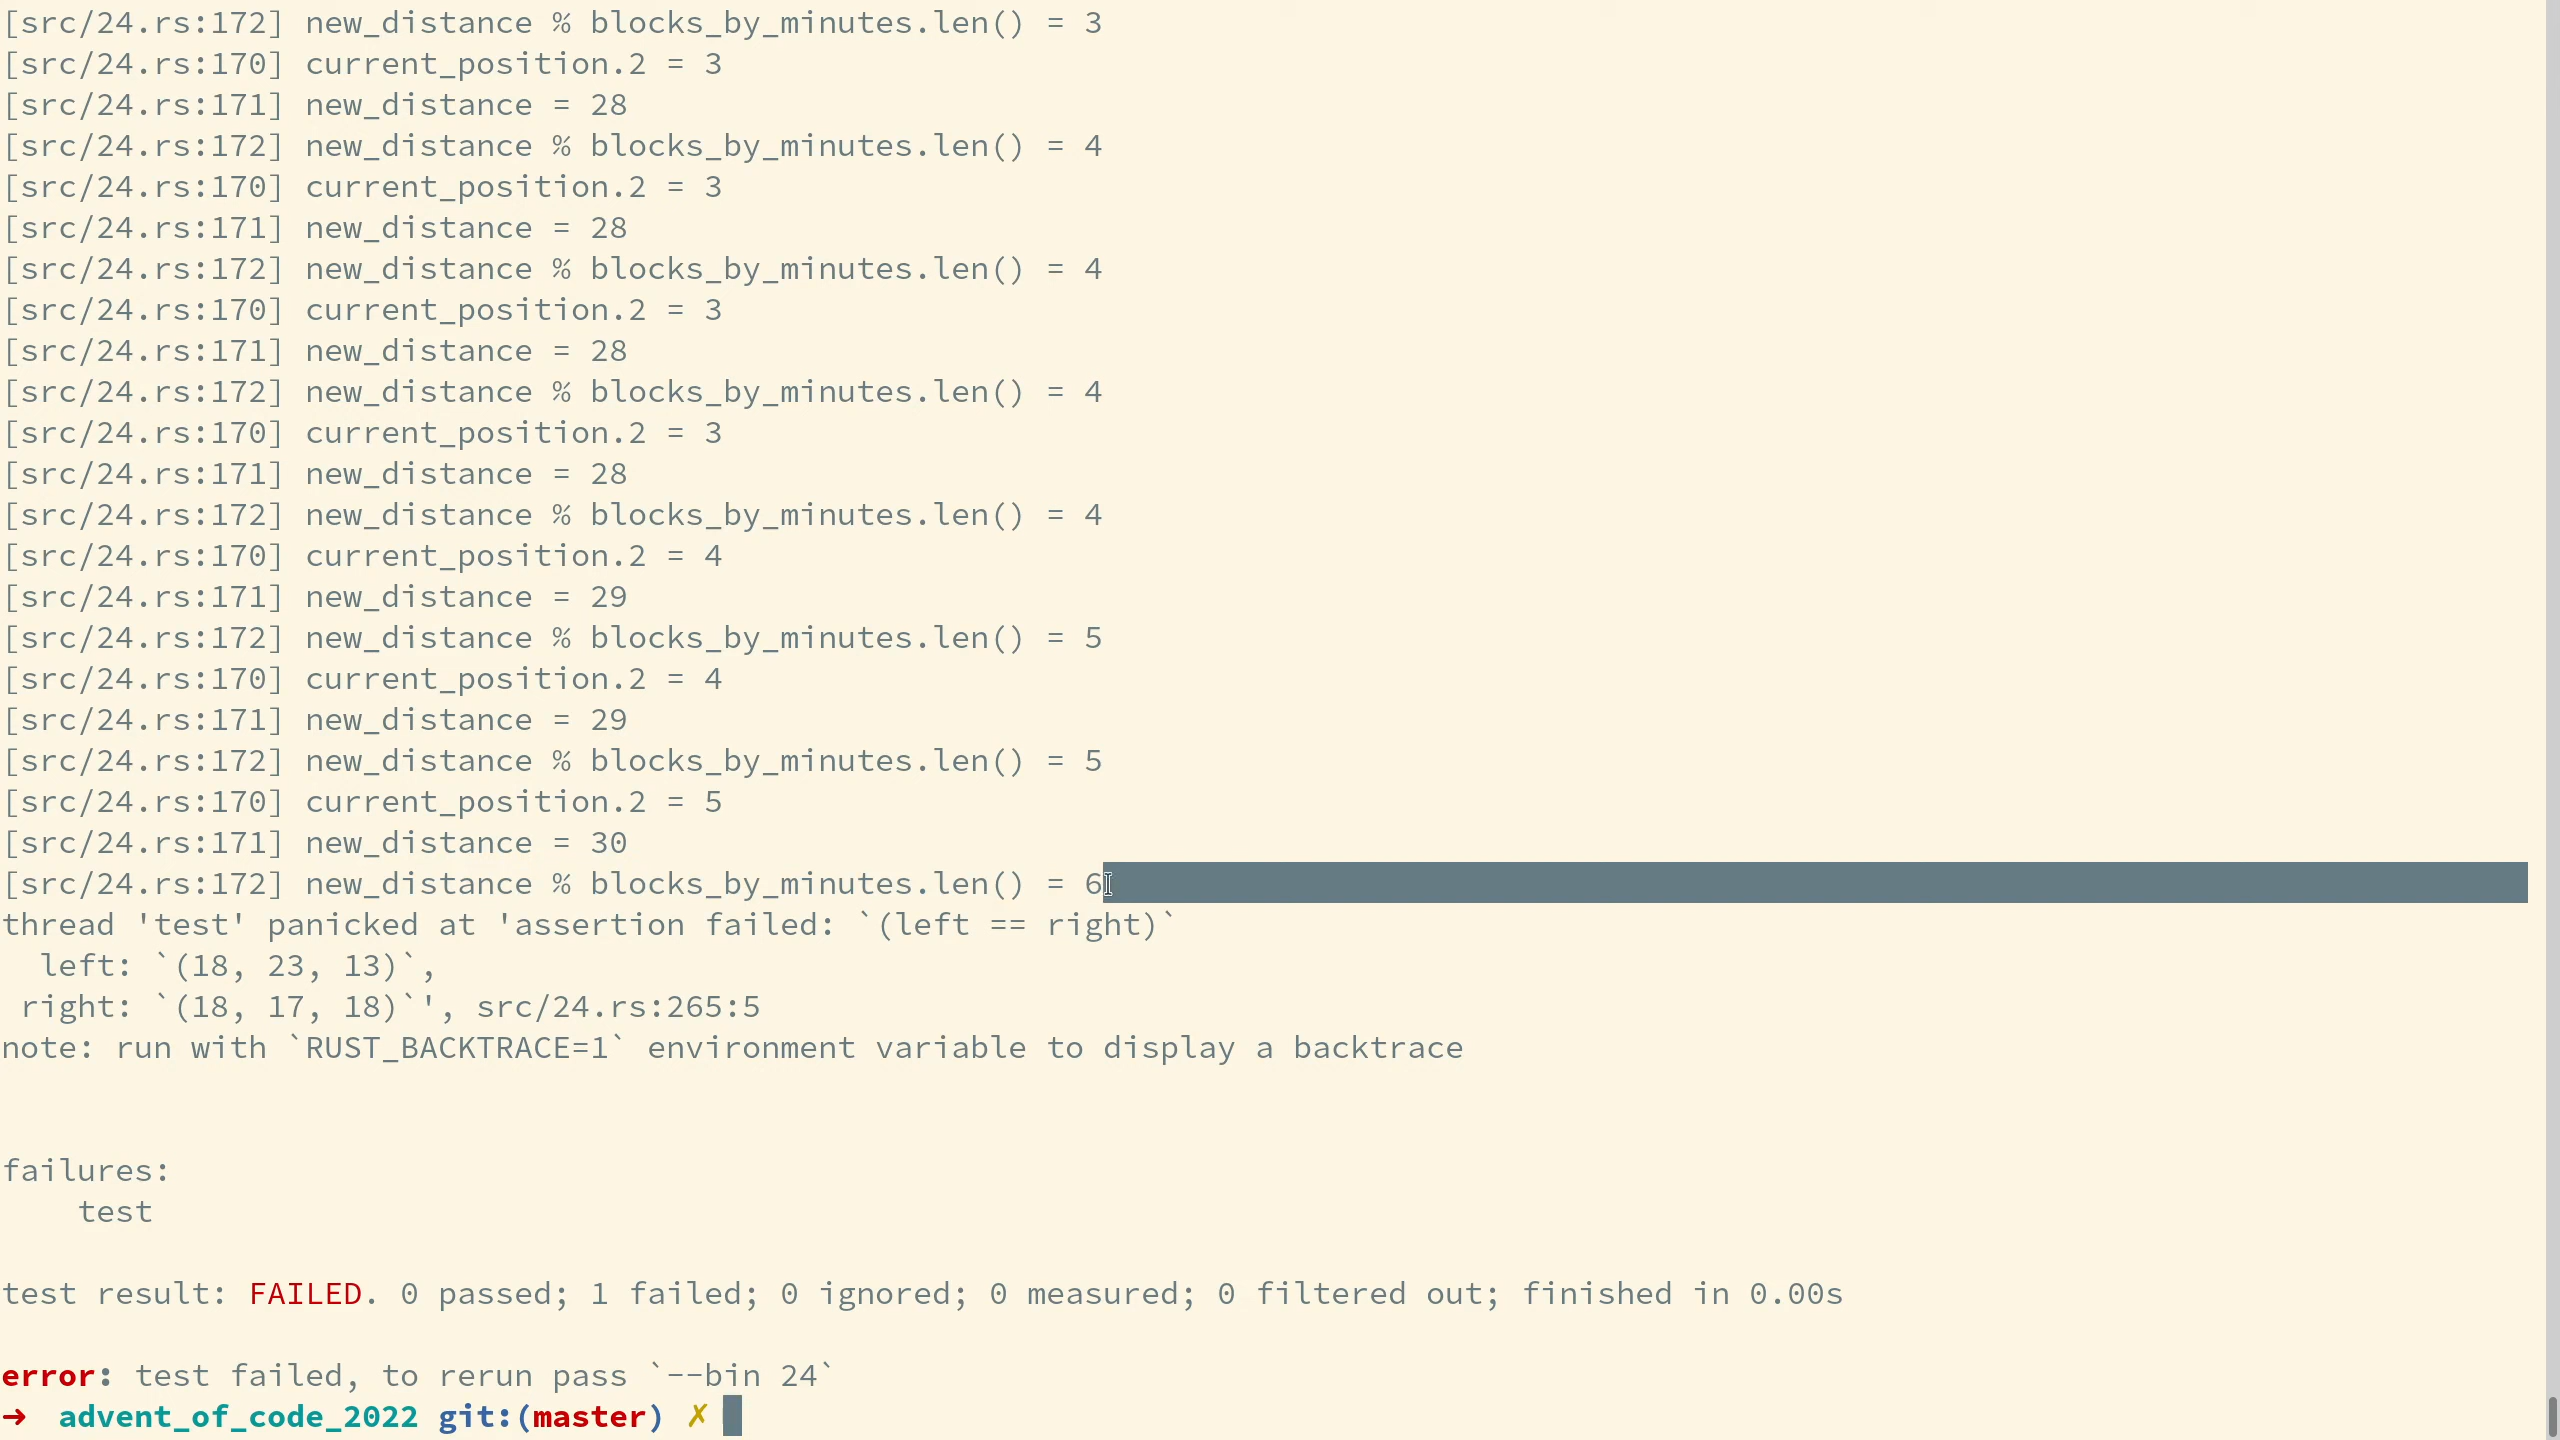 [src/24.rs:172] new_distance % blocks_by_minutes.len() = 3
[src/24.rs:170] current_position.2 = 3
[src/24.rs:171] new_distance = 28
[src/24.rs:172] new_distance % blocks_by_minutes.len() = 4
[src/24.rs:170] current_position.2 = 3
[src/24.rs:171] new_distance = 28
[src/24.rs:172] new_distance % blocks_by_minutes.len() = 4
[src/24.rs:170] current_position.2 = 3
[src/24.rs:171] new_distance = 28
[src/24.rs:172] new_distance % blocks_by_minutes.len() = 4
[src/24.rs:170] current_position.2 = 3
[src/24.rs:171] new_distance = 28
[src/24.rs:172] new_distance % blocks_by_minutes.len() = 4
[src/24.rs:170] current_position.2 = 4
[src/24.rs:171] new_distance = 29
[src/24.rs:172] new_distance % blocks_by_minutes.len() = 5
[src/24.rs:170] current_position.2 = 4
[src/24.rs:171] new_distance = 29
[src/24.rs:172] new_distance % blocks_by_minutes.len() = 5
[src/24.rs:170] current_position.2 = 5
[src/24.rs:171] new_distance = 30
[src/24.rs:172] new_distance % blocks_by_minutes.len() = 6
thread 'test' panicked at 'assertion failed: `(left == right)`
  left: `(18, 23, 13)`,
 right: `(18, 17, 18)`', src/24.rs:265:5
note: run with `RUST_BACKTRACE=1` environment variable to display a backtrace
failures:
    test
test result: FAILED. 0 passed; 1 failed; 0 ignored; 0 measured; 0 filtered out; finished in 0.00s
error: test failed, to rerun pass `--bin 24`
➜  advent_of_code_2022 git:(master) ✗